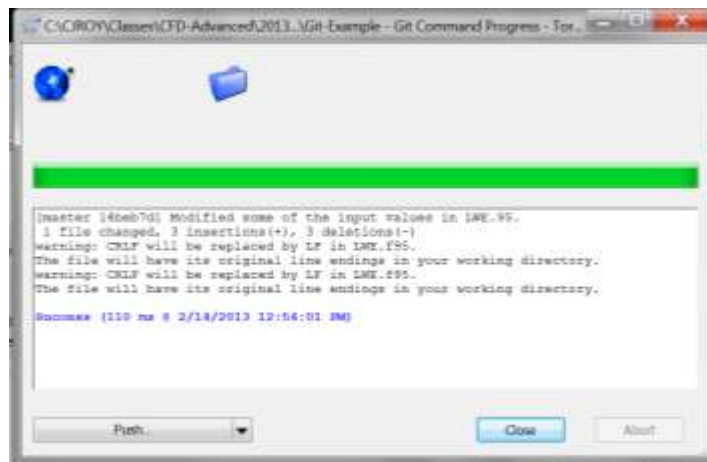 C:\CJROY\Classes\CFD-Advanced\2013...\Git-Example - Git Command Progress - Tor...
[master 14beb7d] Modified some of the input values in LWE.95.
1 file changed, 3 insertions(+), 3 deletions(-)
warning: CRLF will be replaced by LF in LWE.f95.
The file will have its original line endings in your working directory.
warning: CRLF will be replaced by LF in LWE.f95.
The file will have its original line endings in your working directory.
Success (110 ms @ 2/14/2013 12:54:01 PM)
Push...
Close
Abort